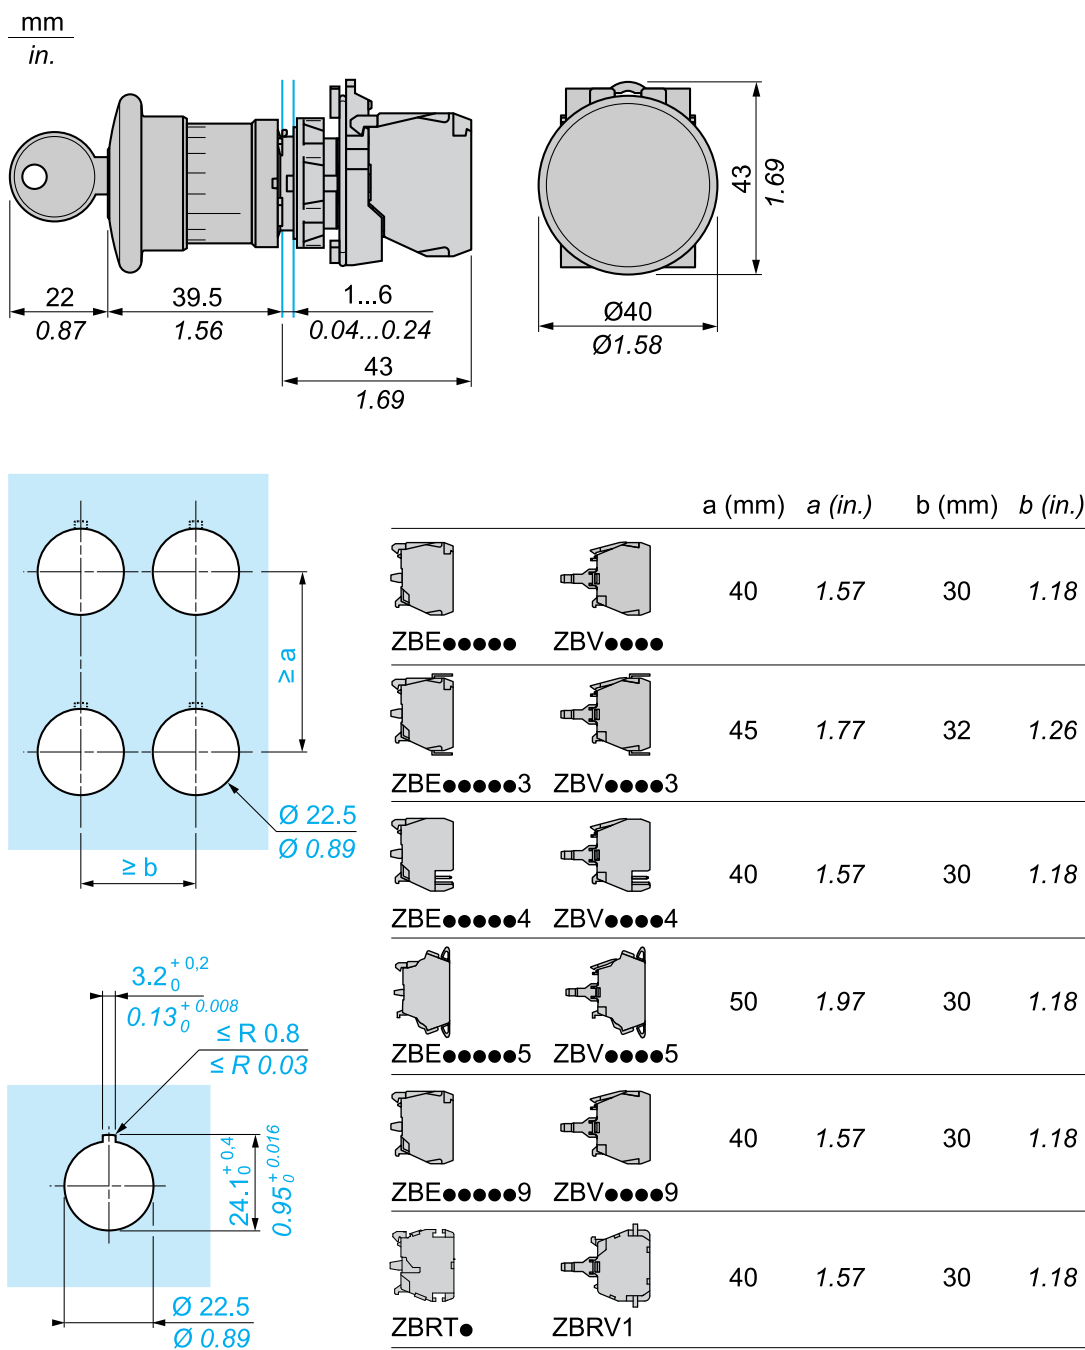 mm
in.
22
0.87
39.5
1.56
1...6
0.04...0.24
43
1.69
43
1.69
Ø40
Ø1.58
≥ a
Ø 22.5
Ø 0.89
≥ b
3.2 +0,2 0
0.13 +0.008 0
≤ R 0.8
≤ R 0.03
24.1 +0,4 0
0.95 +0.016 0
Ø 22.5
Ø 0.89
a (mm) a (in.) b (mm) b (in.)
40 1.57 30 1.18
ZBE●●●●● ZBV●●●●
45 1.77 32 1.26
ZBE●●●●●3 ZBV●●●●3
40 1.57 30 1.18
ZBE●●●●●4 ZBV●●●●4
50 1.97 30 1.18
ZBE●●●●●5 ZBV●●●●5
40 1.57 30 1.18
ZBE●●●●●9 ZBV●●●●9
40 1.57 30 1.18
ZBRT● ZBRV1